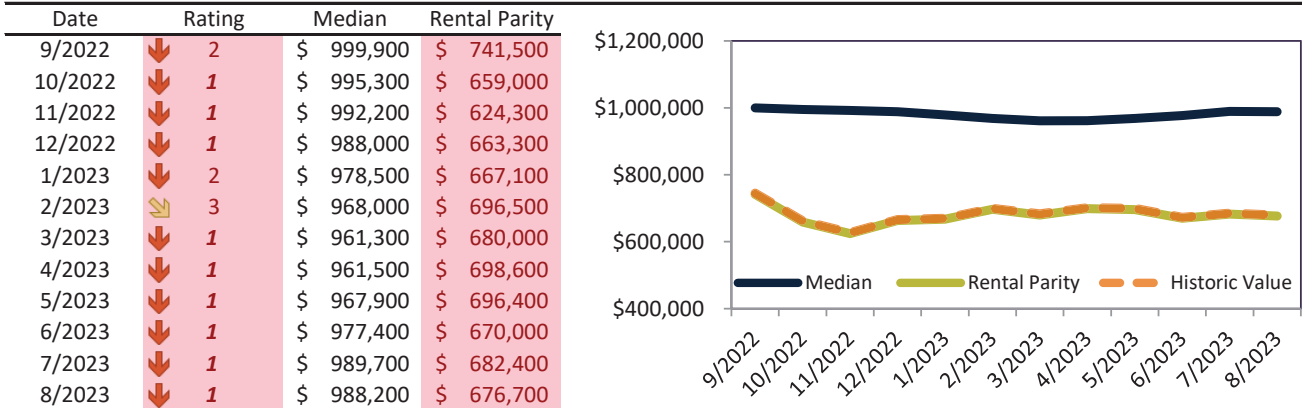 Date Rating Median Rental Parity
9/2022 2 $ 999,900 $ 741,500
10/2022 1 $ 995,300 $ 659,000
11/2022 1 $ 992,200 $ 624,300
12/2022 1 $ 988,000 $ 663,300
1/2023 2 $ 978,500 $ 667,100
2/2023 3 $ 968,000 $ 696,500
3/2023 1 $ 961,300 $ 680,000
4/2023 1 $ 961,500 $ 698,600
5/2023 1 $ 967,900 $ 696,400
6/2023 1 $ 977,400 $ 670,000
7/2023 1 $ 989,700 $ 682,400
8/2023 1 $ 988,200 $ 676,700
$1,200,000
$1,000,000
$800,000
$600,000
$400,000
Median Rental Parity Historic Value
9/2022 10/2022 11/2022 12/2022 1/2023 2/2023 3/2023 4/2023 5/2023 6/2023 7/2023 8/2023